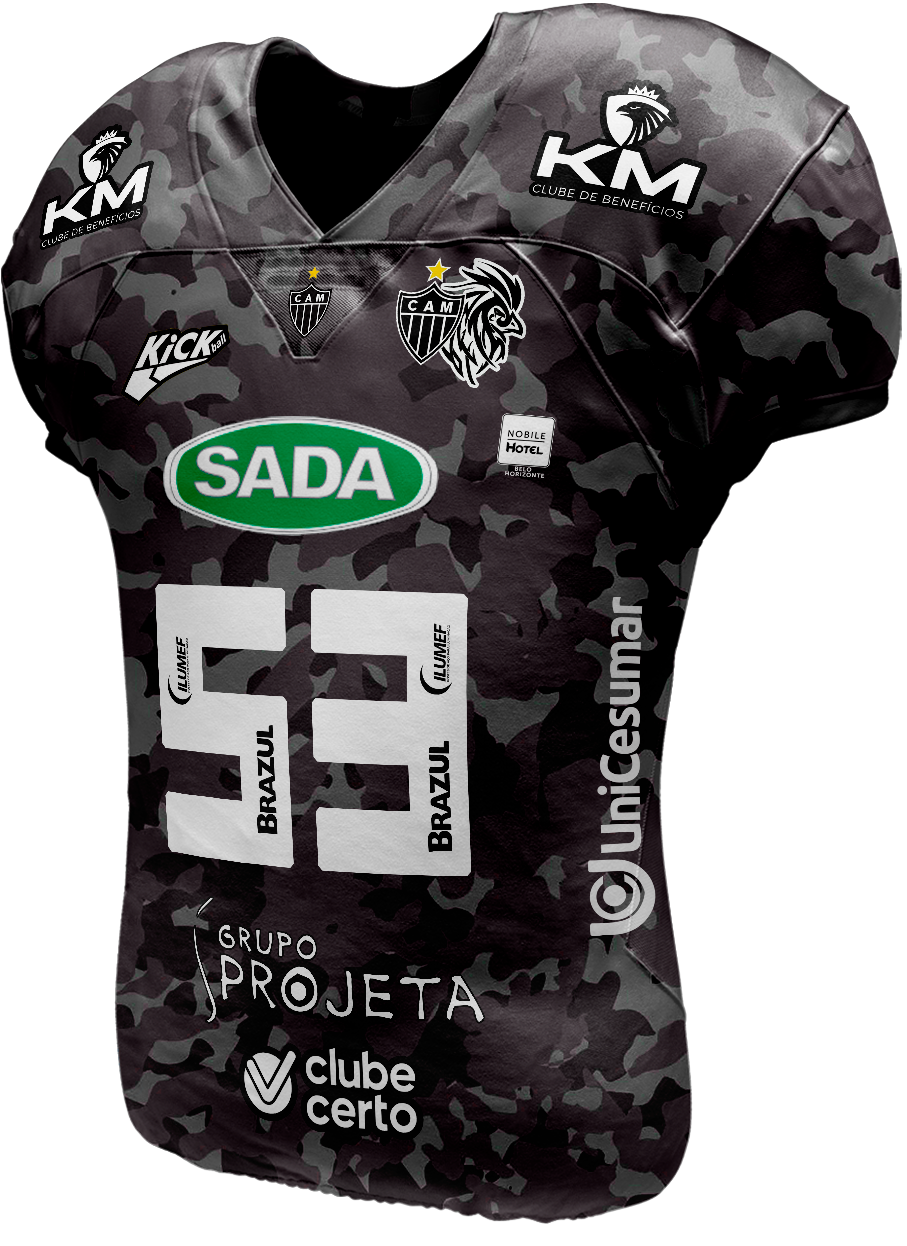 KM
CLUBE DE BENEFÍCIOS
KM
CLUBE DE BENEFÍCIOS
CAM
CAM
KiCK
ball
SADA
NOBILE
HOTEL
BELO
HORIZONTE
53
ILUMEF
ILUMEF
BRAZUL
BRAZUL
UniCesumar
GRUPO
PROJETA
clube
certo